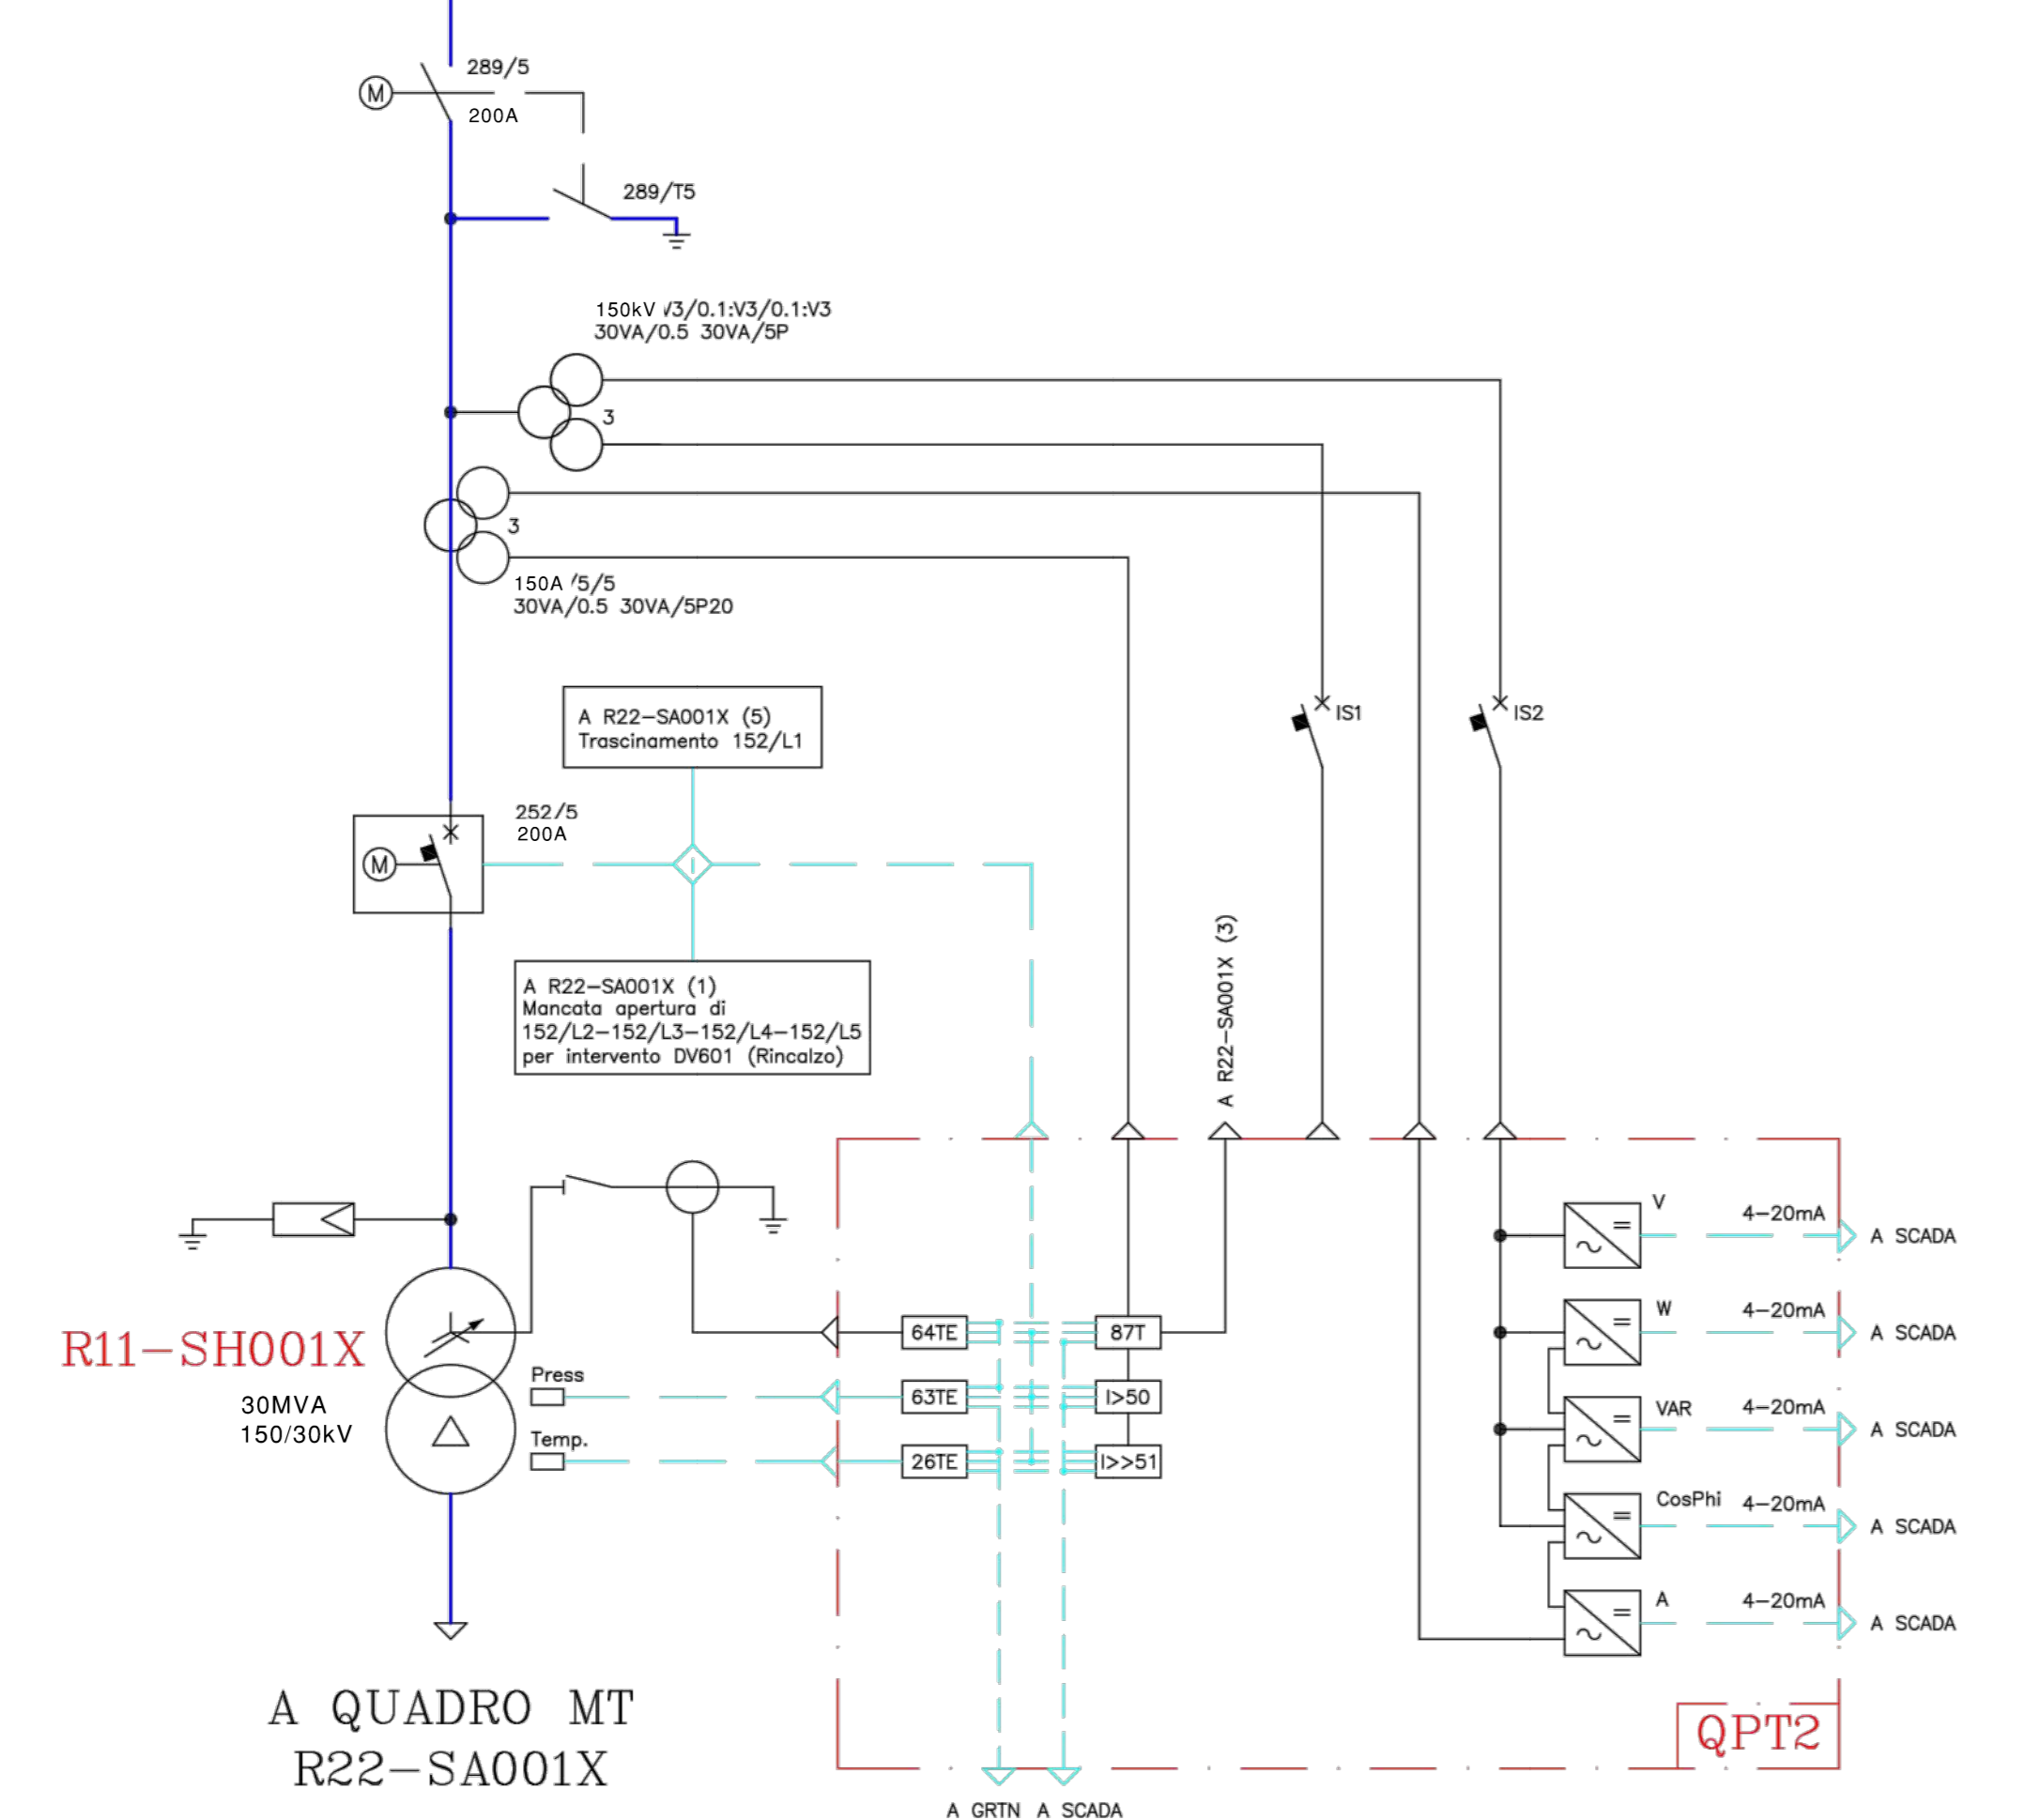 289/5
M
200A
289/T5
150kV V3/0.1:V3/0.1:V3
30VA/0.5 30VA/5P
3
3
150A /5/5
30VA/0.5 30VA/5P20
A R22-SA001X (5)
Trascinamento 152/L1
IS1
IS2
252/5
200A
M
I
A R22-SA001X (1)
Mancata apertura di
152/L2-152/L3-152/L4-152/L5
per intervento DV601 (Rincalzo)
A R22-SA001X (3)
V
4-20mA
A SCADA
W
4-20mA
A SCADA
VAR
4-20mA
A SCADA
CosPhi
4-20mA
A SCADA
A
4-20mA
A SCADA
64TE
87T
63TE
I>50
26TE
I>>51
R11-SH001X
30MVA
150/30kV
Press
Temp.
A QUADRO MT
R22-SA001X
QPT2
A GRTN
A SCADA